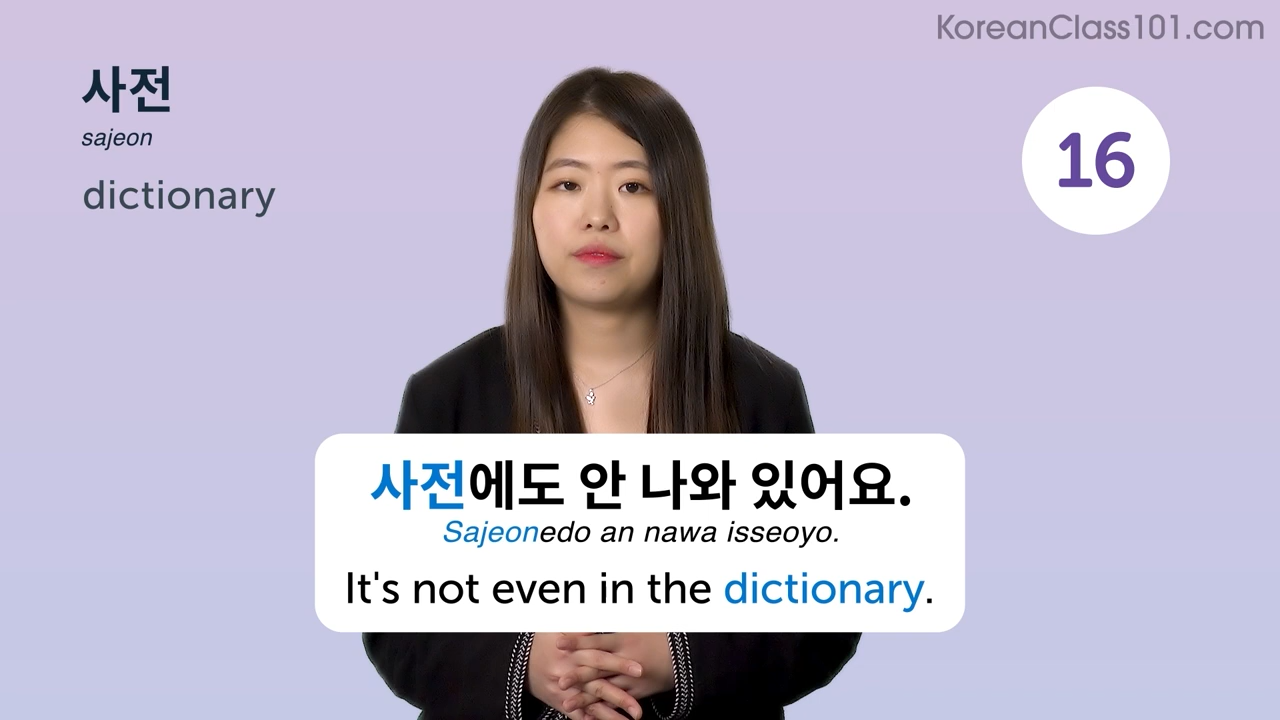 KoreanClass101.com
사전
sajeon
dictionary
16
사전에도 안 나와 있어요.
Sajeonedo an nawa isseoyo.
It's not even in the dictionary.